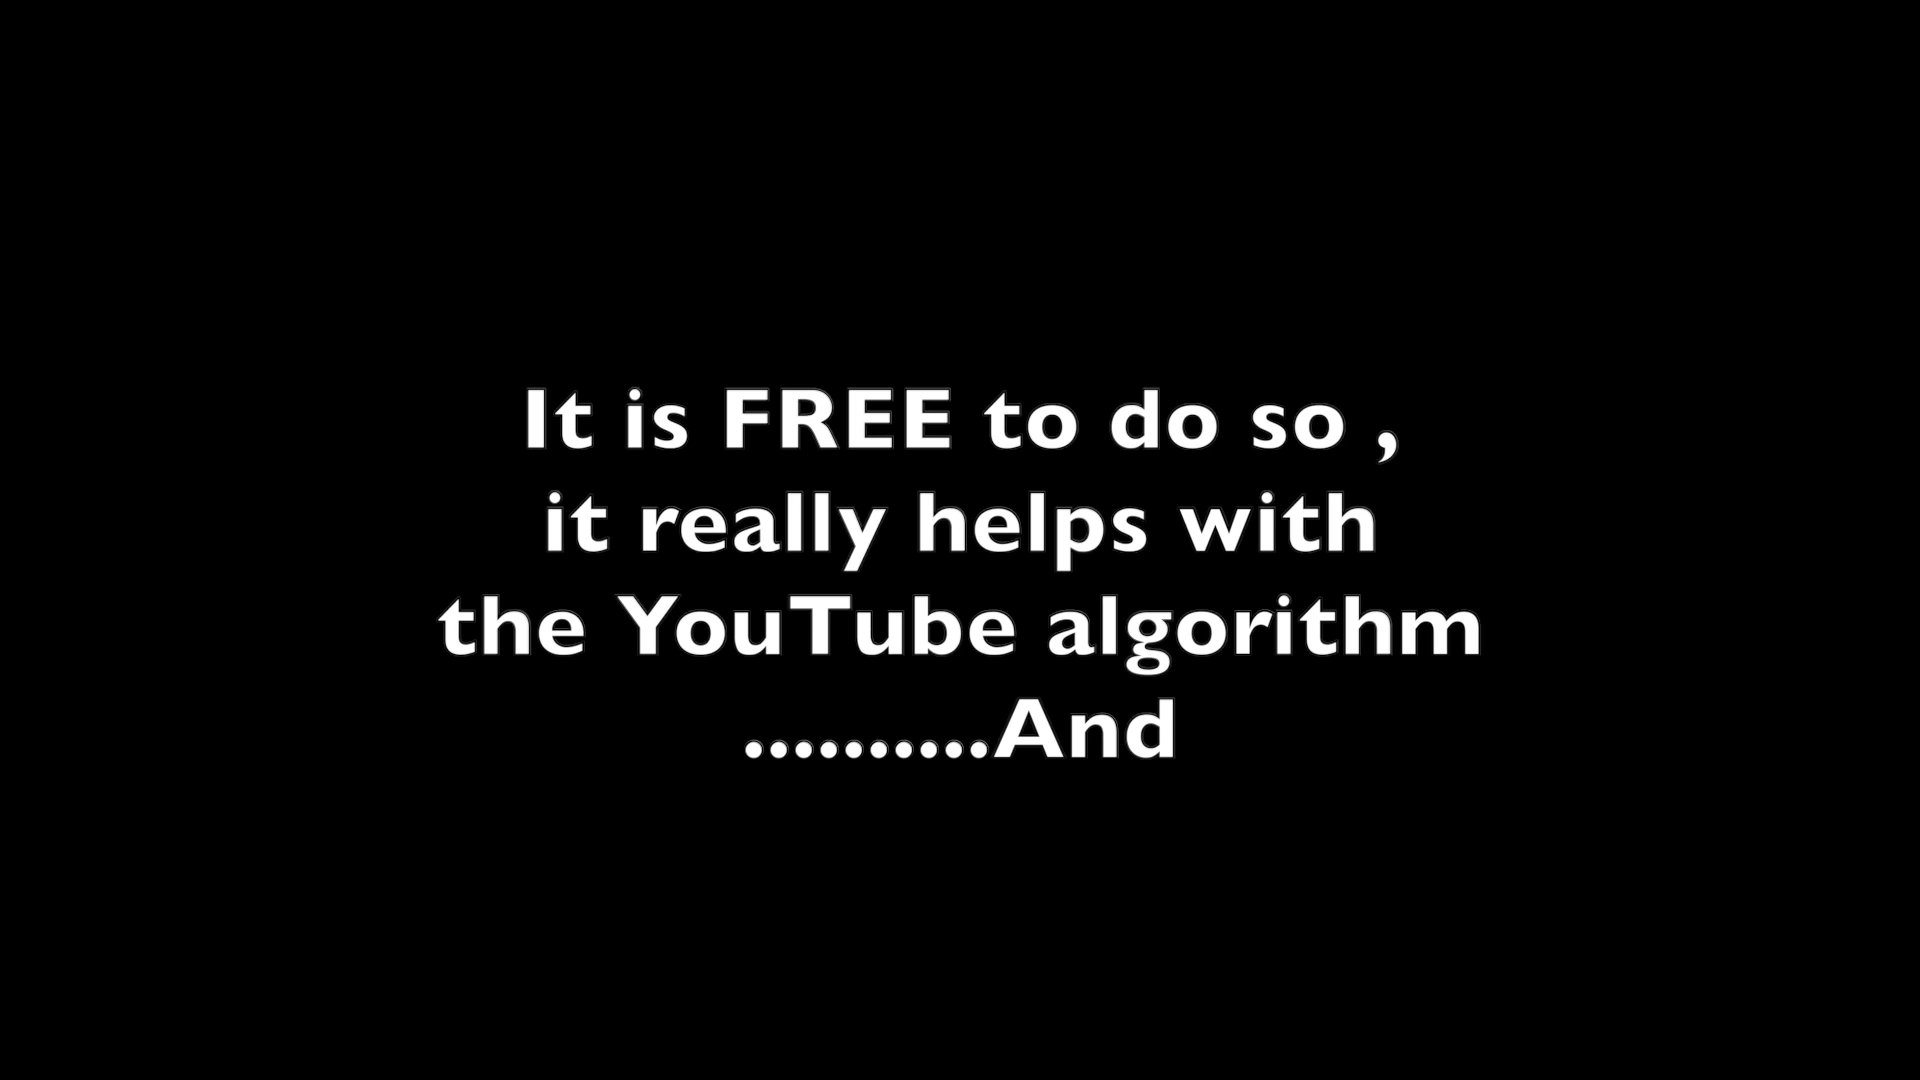 It is FREE to do so ,
it really helps with
the YouTube algorithm
..........And